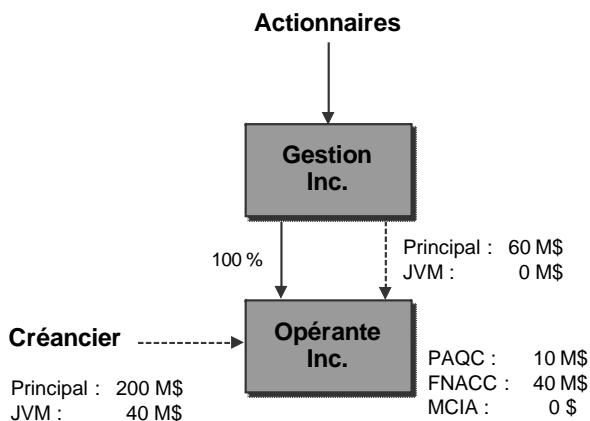 Actionnaires
Gestion
Inc.
100 %
Principal : 60 M$
JVM : 0 M$
Créancier
Opérante
Inc.
Principal : 200 M$
JVM : 40 M$
PAQC : 10 M$
FNACC : 40 M$
MCIA : 0 $